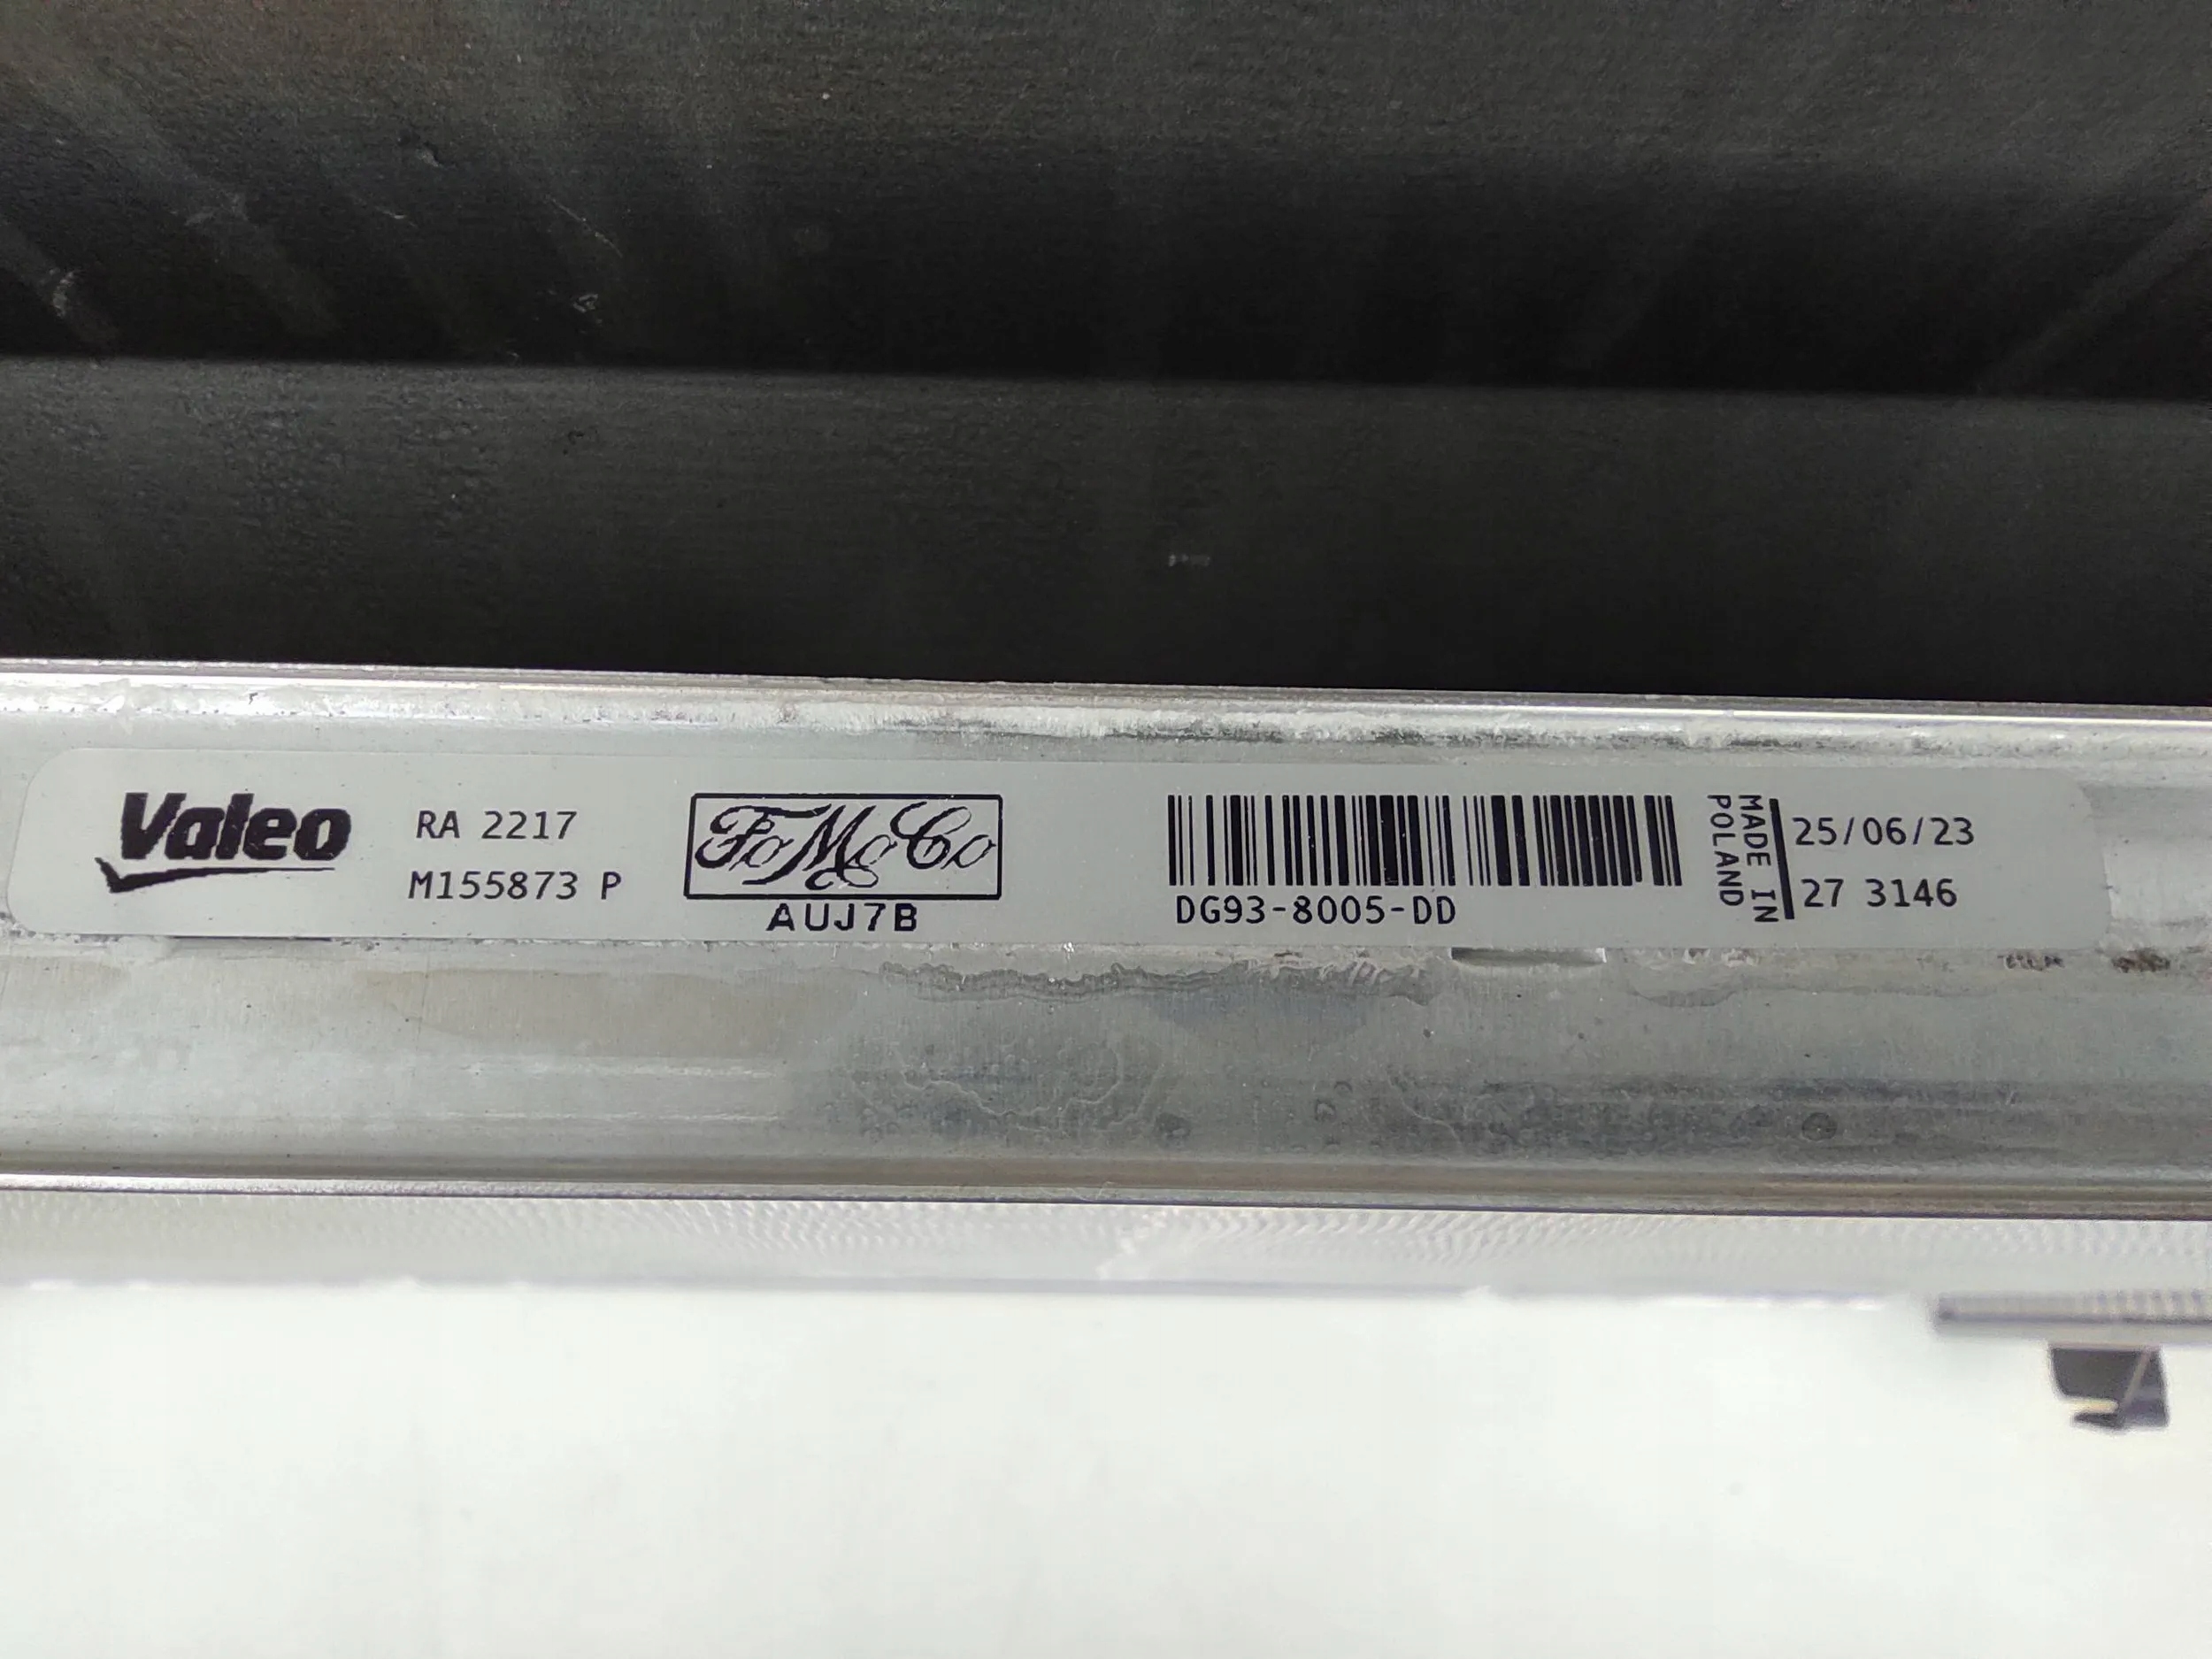 Valeo
RA 2217
M155873 P
FoMoCo
AUJ7B
DG93-8005-DD
MADE IN
POLAND
25/06/23
27 3146